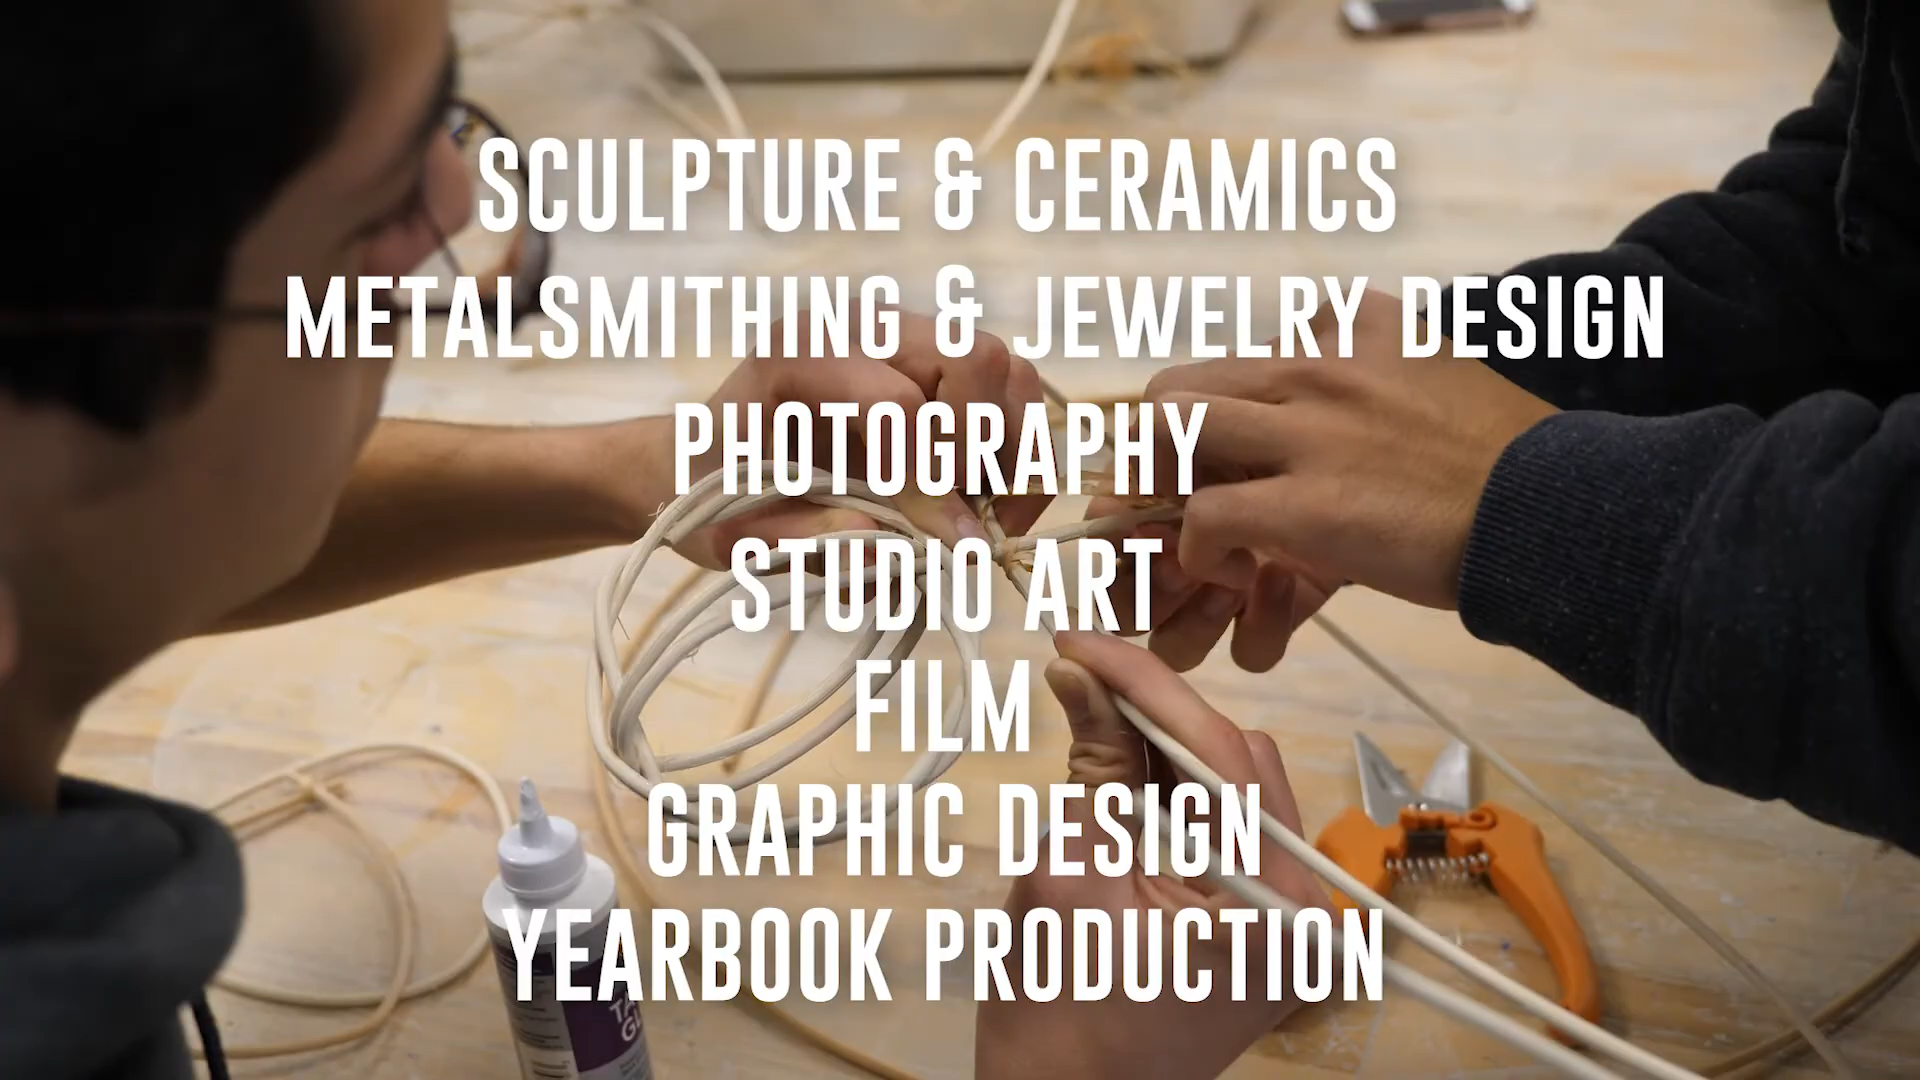 SCULPTURE & CERAMICS
METALSMITHING & JEWELRY DESIGN
PHOTOGRAPHY
STUDIO ART
FILM
GRAPHIC DESIGN
YEARBOOK PRODUCTION